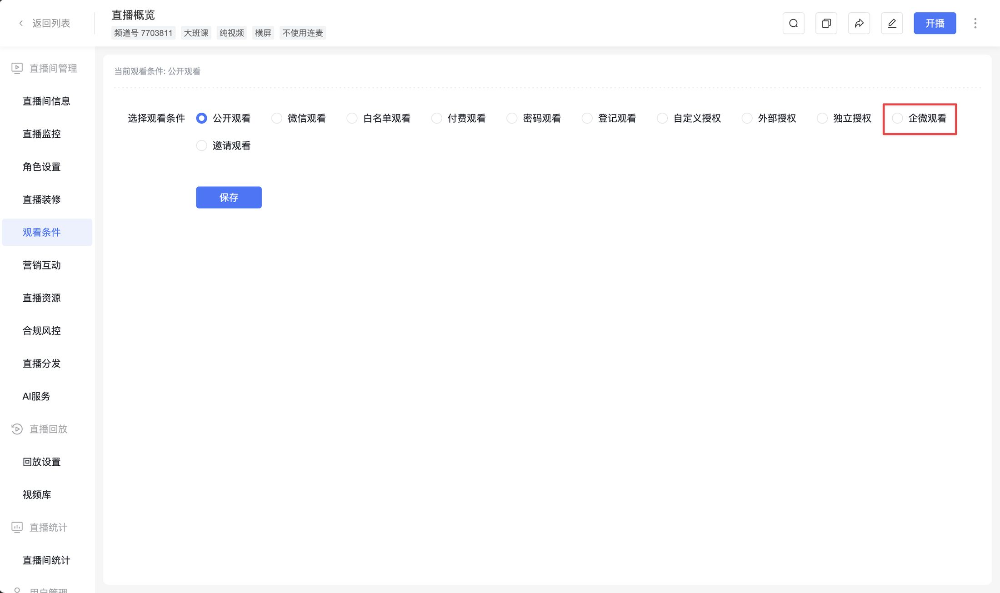 返回列表
直播概览
频道号 7703811 大班课 纯视频 横屏 不使用连麦
开播
直播间管理
直播间信息
直播监控
角色设置
直播装修
观看条件
营销互动
直播资源
合规风控
直播分发
AI服务
直播回放
回放设置
视频库
直播统计
直播间统计
用户管理
当前观看条件: 公开观看
选择观看条件 公开观看 微信观看 白名单观看 付费观看 密码观看 登记观看 自定义授权 外部授权 独立授权 企微观看
邀请观看
保存